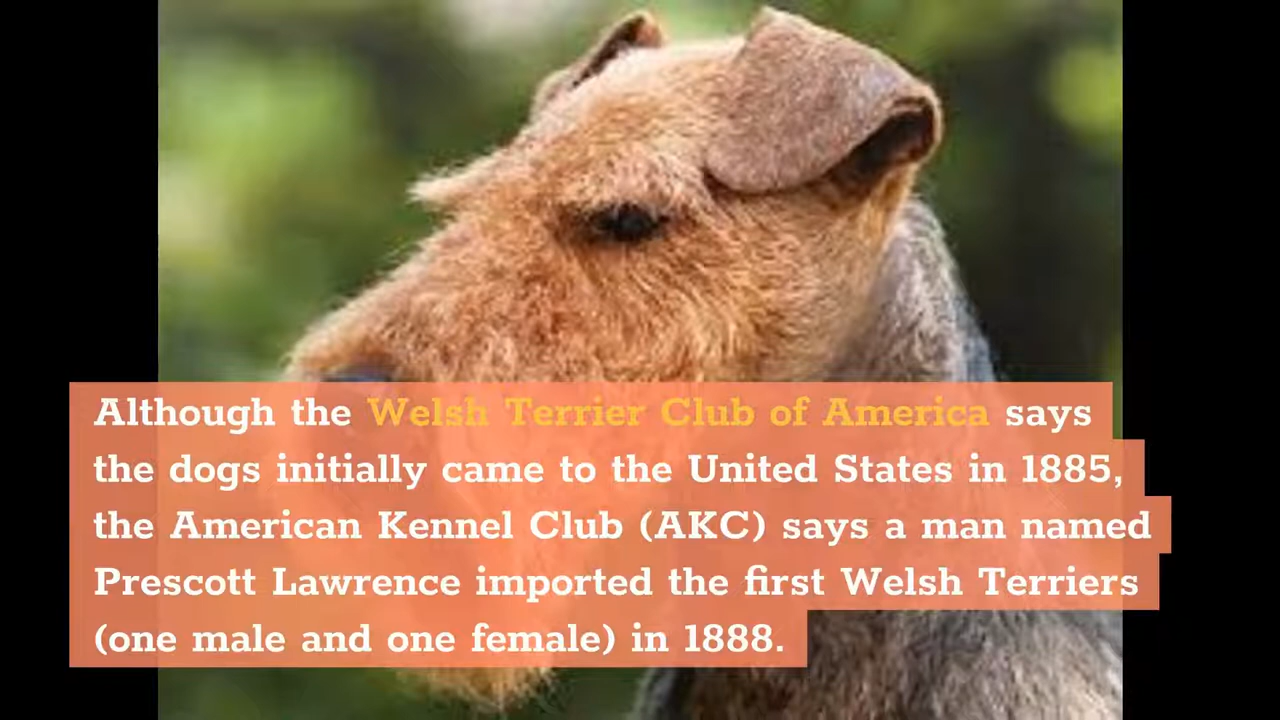 Although the Welsh Terrier Club of America says
the dogs initially came to the United States in 1885,
the American Kennel Club (AKC) says a man named
Prescott Lawrence imported the first Welsh Terriers
(one male and one female) in 1888.